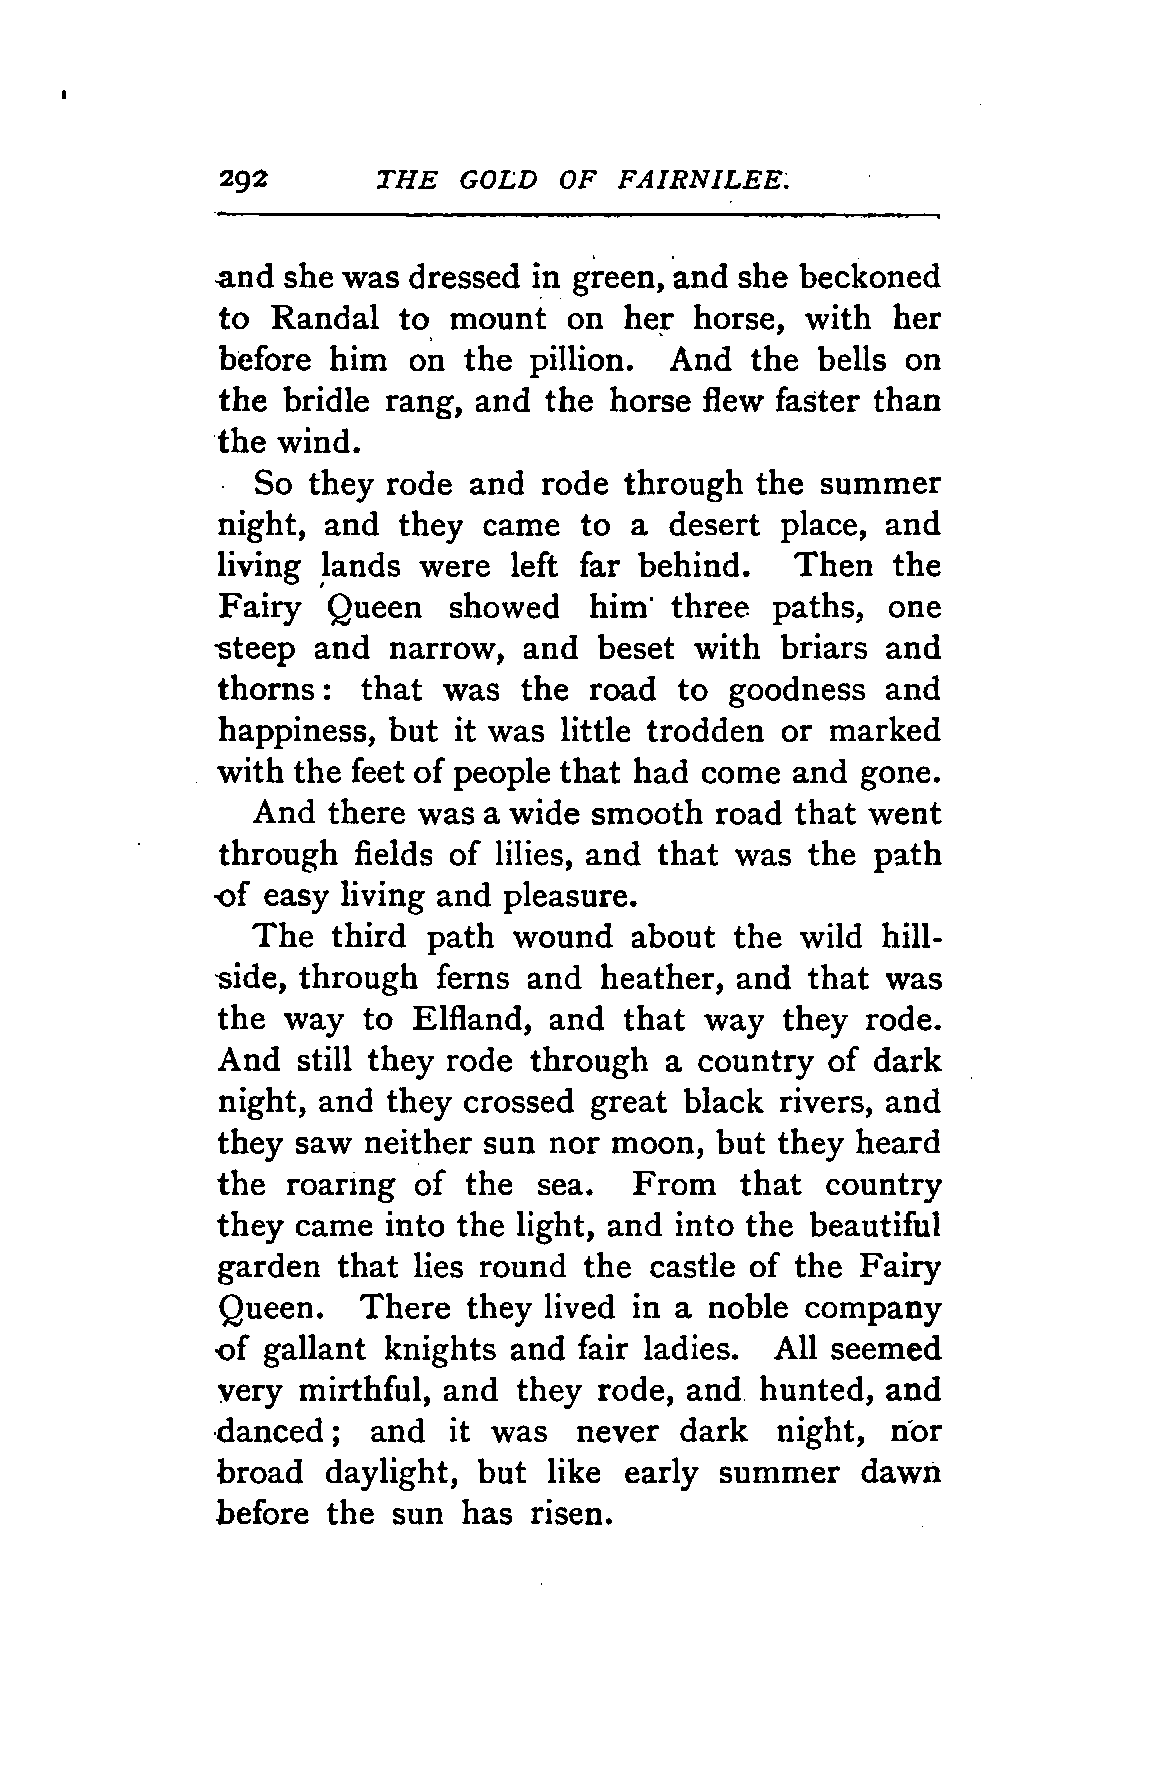 292 THE GOLD OF FAIRNILEE.
and she was dressed in green, and she beckoned
to Randal to mount on her horse, with her
before him on the pillion. And the bells on
the bridle rang, and the horse flew faster than
the wind.
So they rode and rode through the summer
night, and they came to a desert place, and
living lands were left far behind. Then the
Fairy Queen showed him three paths, one
steep and narrow, and beset with briars and
thorns: that was the road to goodness and
happiness, but it was little trodden or marked
with the feet of people that had come and gone.
And there was a wide smooth road that went
through fields of lilies, and that was the path
of easy living and pleasure.
The third path wound about the wild hill-
side, through ferns and heather, and that was
the way to Elfland, and that way they rode.
And still they rode through a country of dark
night, and they crossed great black rivers, and
they saw neither sun nor moon, but they heard
the roaring of the sea. From that country
they came into the light, and into the beautiful
garden that lies round the castle of the Fairy
Queen. There they lived in a noble company
of gallant knights and fair ladies. All seemed
very mirthful, and they rode, and hunted, and
danced; and it was never dark night, nor
broad daylight, but like early summer dawn
before the sun has risen.